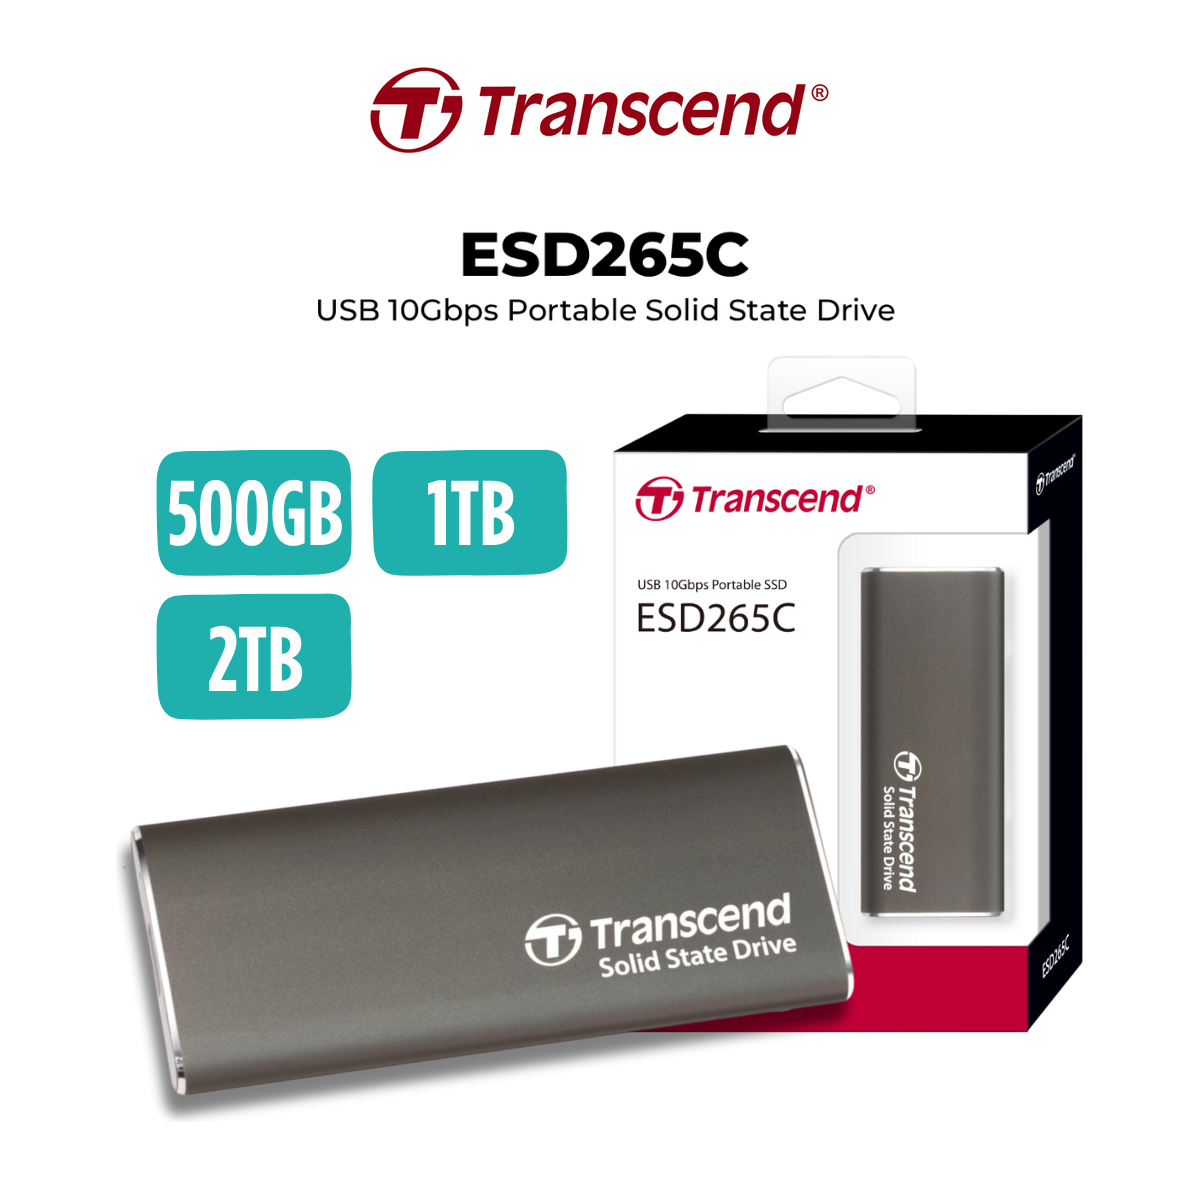 Transcend®
ESD265C
USB 10Gbps Portable Solid State Drive
500GB
1TB
2TB
Transcend®
Transcend®
USB 10Gbps Portable SSD
ESD265C
Transcend
Solid State Drive
ESD265C
Transcend
Solid State Drive